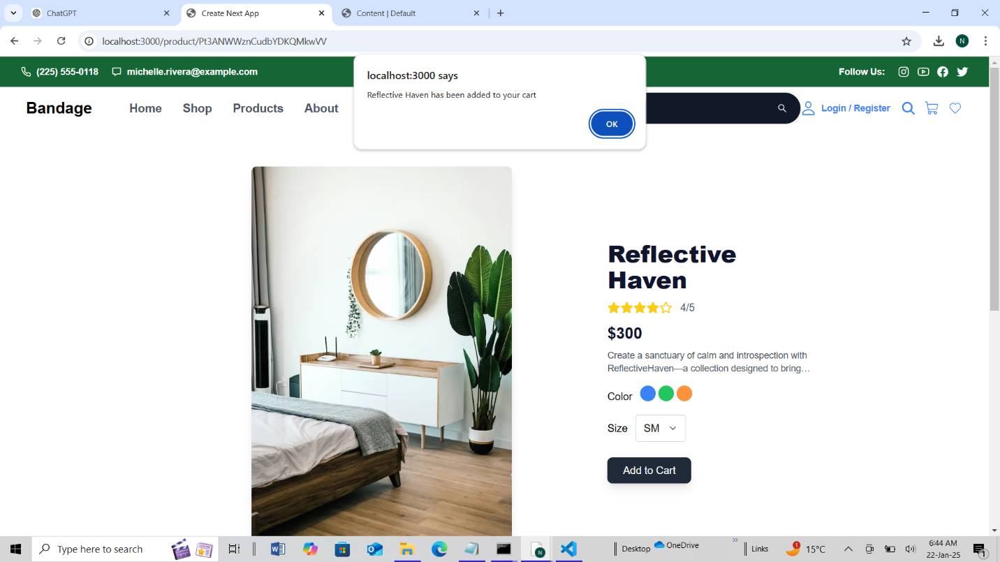 ChatGPT
Create Next App
Content | Default
localhost:3000/product/Pt3ANWWznCudbYDKQMkwVV
N
localhost:3000 says
Reflective Haven has been added to your cart
OK
(225) 555-0118
michelle.rivera@example.com
Follow Us:
Bandage
Home
Shop
Products
About
Login / Register
Reflective
Haven
4/5
$300
Create a sanctuary of calm and introspection with
ReflectiveHaven—a collection designed to bring…
Color
Size
SM
Add to Cart
Type here to search
N
Desktop
OneDrive
Links
1
15°C
6:44 AM
22-Jan-25
1